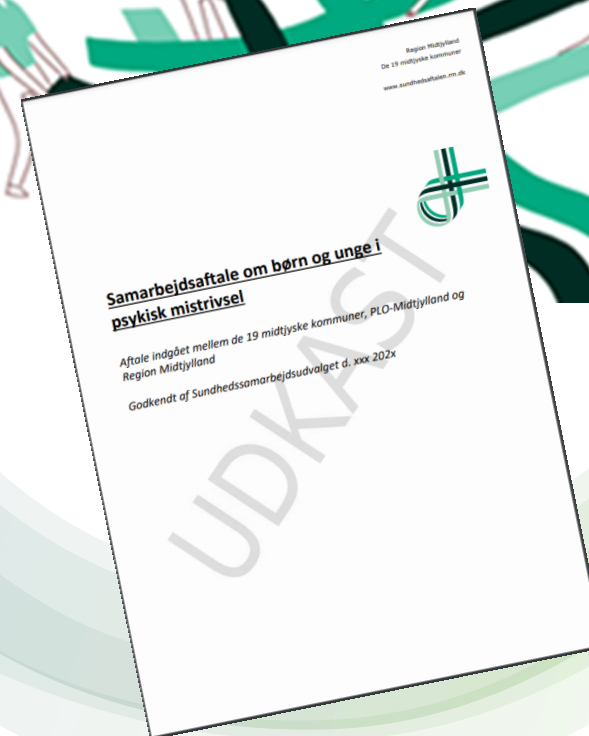 Region Midtjylland
De 19 midtjyske kommuner
www.sundhedsaftalen.rm.dk
Samarbejdsaftale om børn og unge i
psykisk mistrivsel
Aftale indgået mellem de 19 midtjyske kommuner, PLO-Midtjylland og
Region Midtjylland
Godkendt af Sundhedssamarbejdsudvalget d. xxx 202x
UDKAST